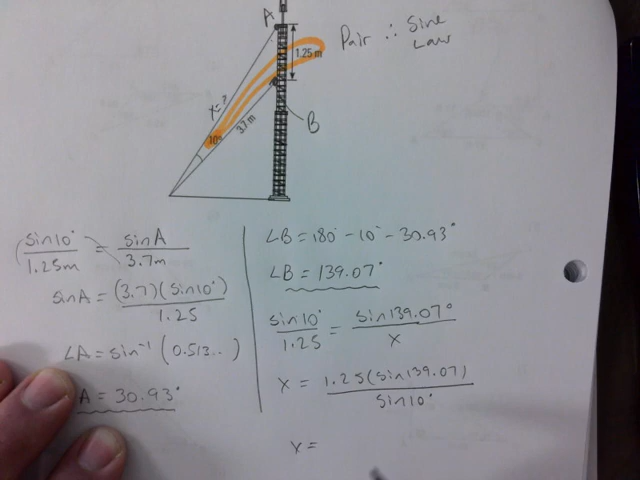 A
Pair ∴ Sine
Law
1.25 m
x=?
10°
3.7 m
B
sin10° / 1.25m = sinA / 3.7m
sinA = (3.7)(sin10°) / 1.25
∠A = sin⁻¹ (0.513..)
A = 30.93°
∠B = 180° - 10° - 30.93°
∠B = 139.07°
sin10° / 1.25 = sin139.07° / x
x = 1.25(sin139.07) / sin10°
x =